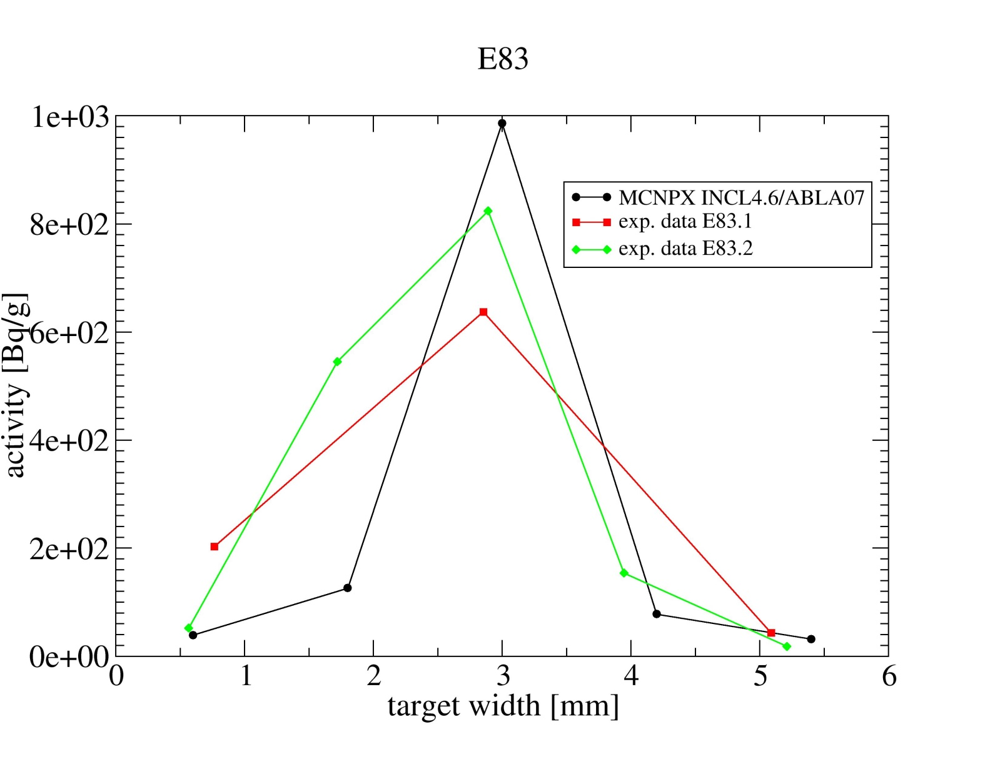 E83
1e+03
8e+02
6e+02
4e+02
2e+02
0e+00
activity [Bq/g]
MCNPX INCL4.6/ABLA07
exp. data E83.1
exp. data E83.2
0 1 2 3 4 5 6
target width [mm]